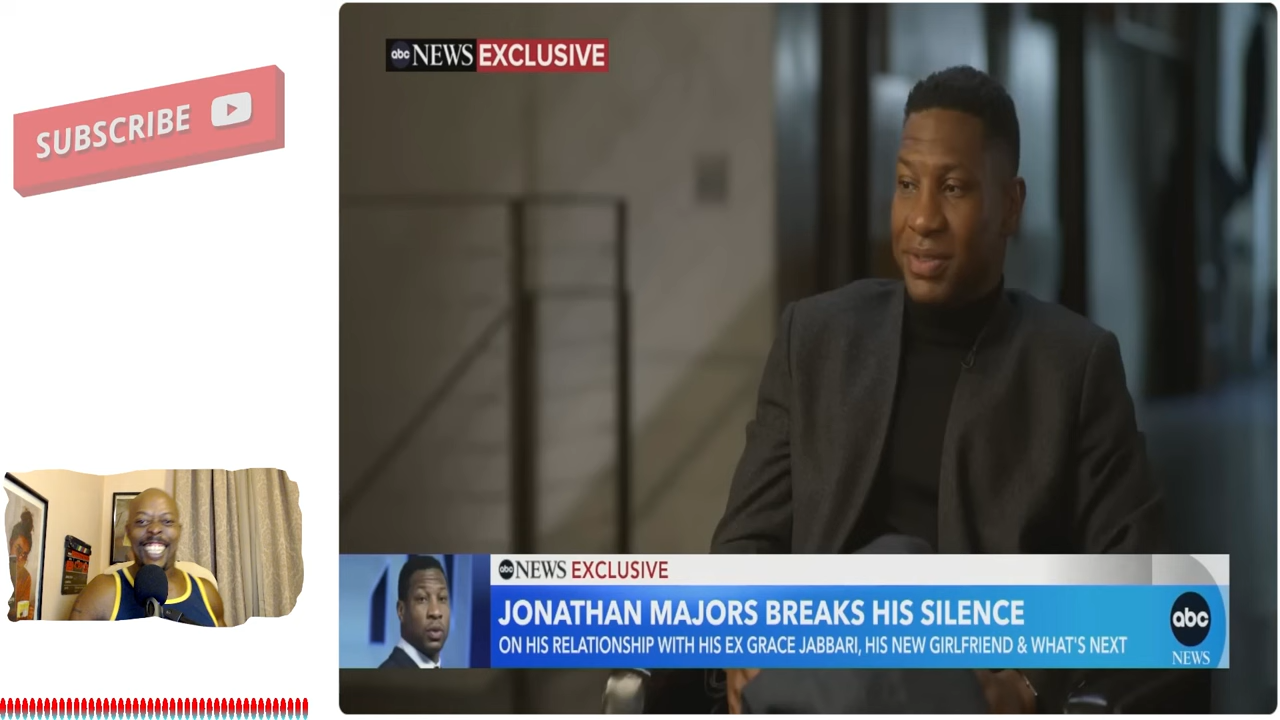 SUBSCRIBE
abc NEWS EXCLUSIVE
abc NEWS EXCLUSIVE
JONATHAN MAJORS BREAKS HIS SILENCE
ON HIS RELATIONSHIP WITH HIS EX GRACE JABBARI, HIS NEW GIRLFRIEND & WHAT'S NEXT
abc
NEWS